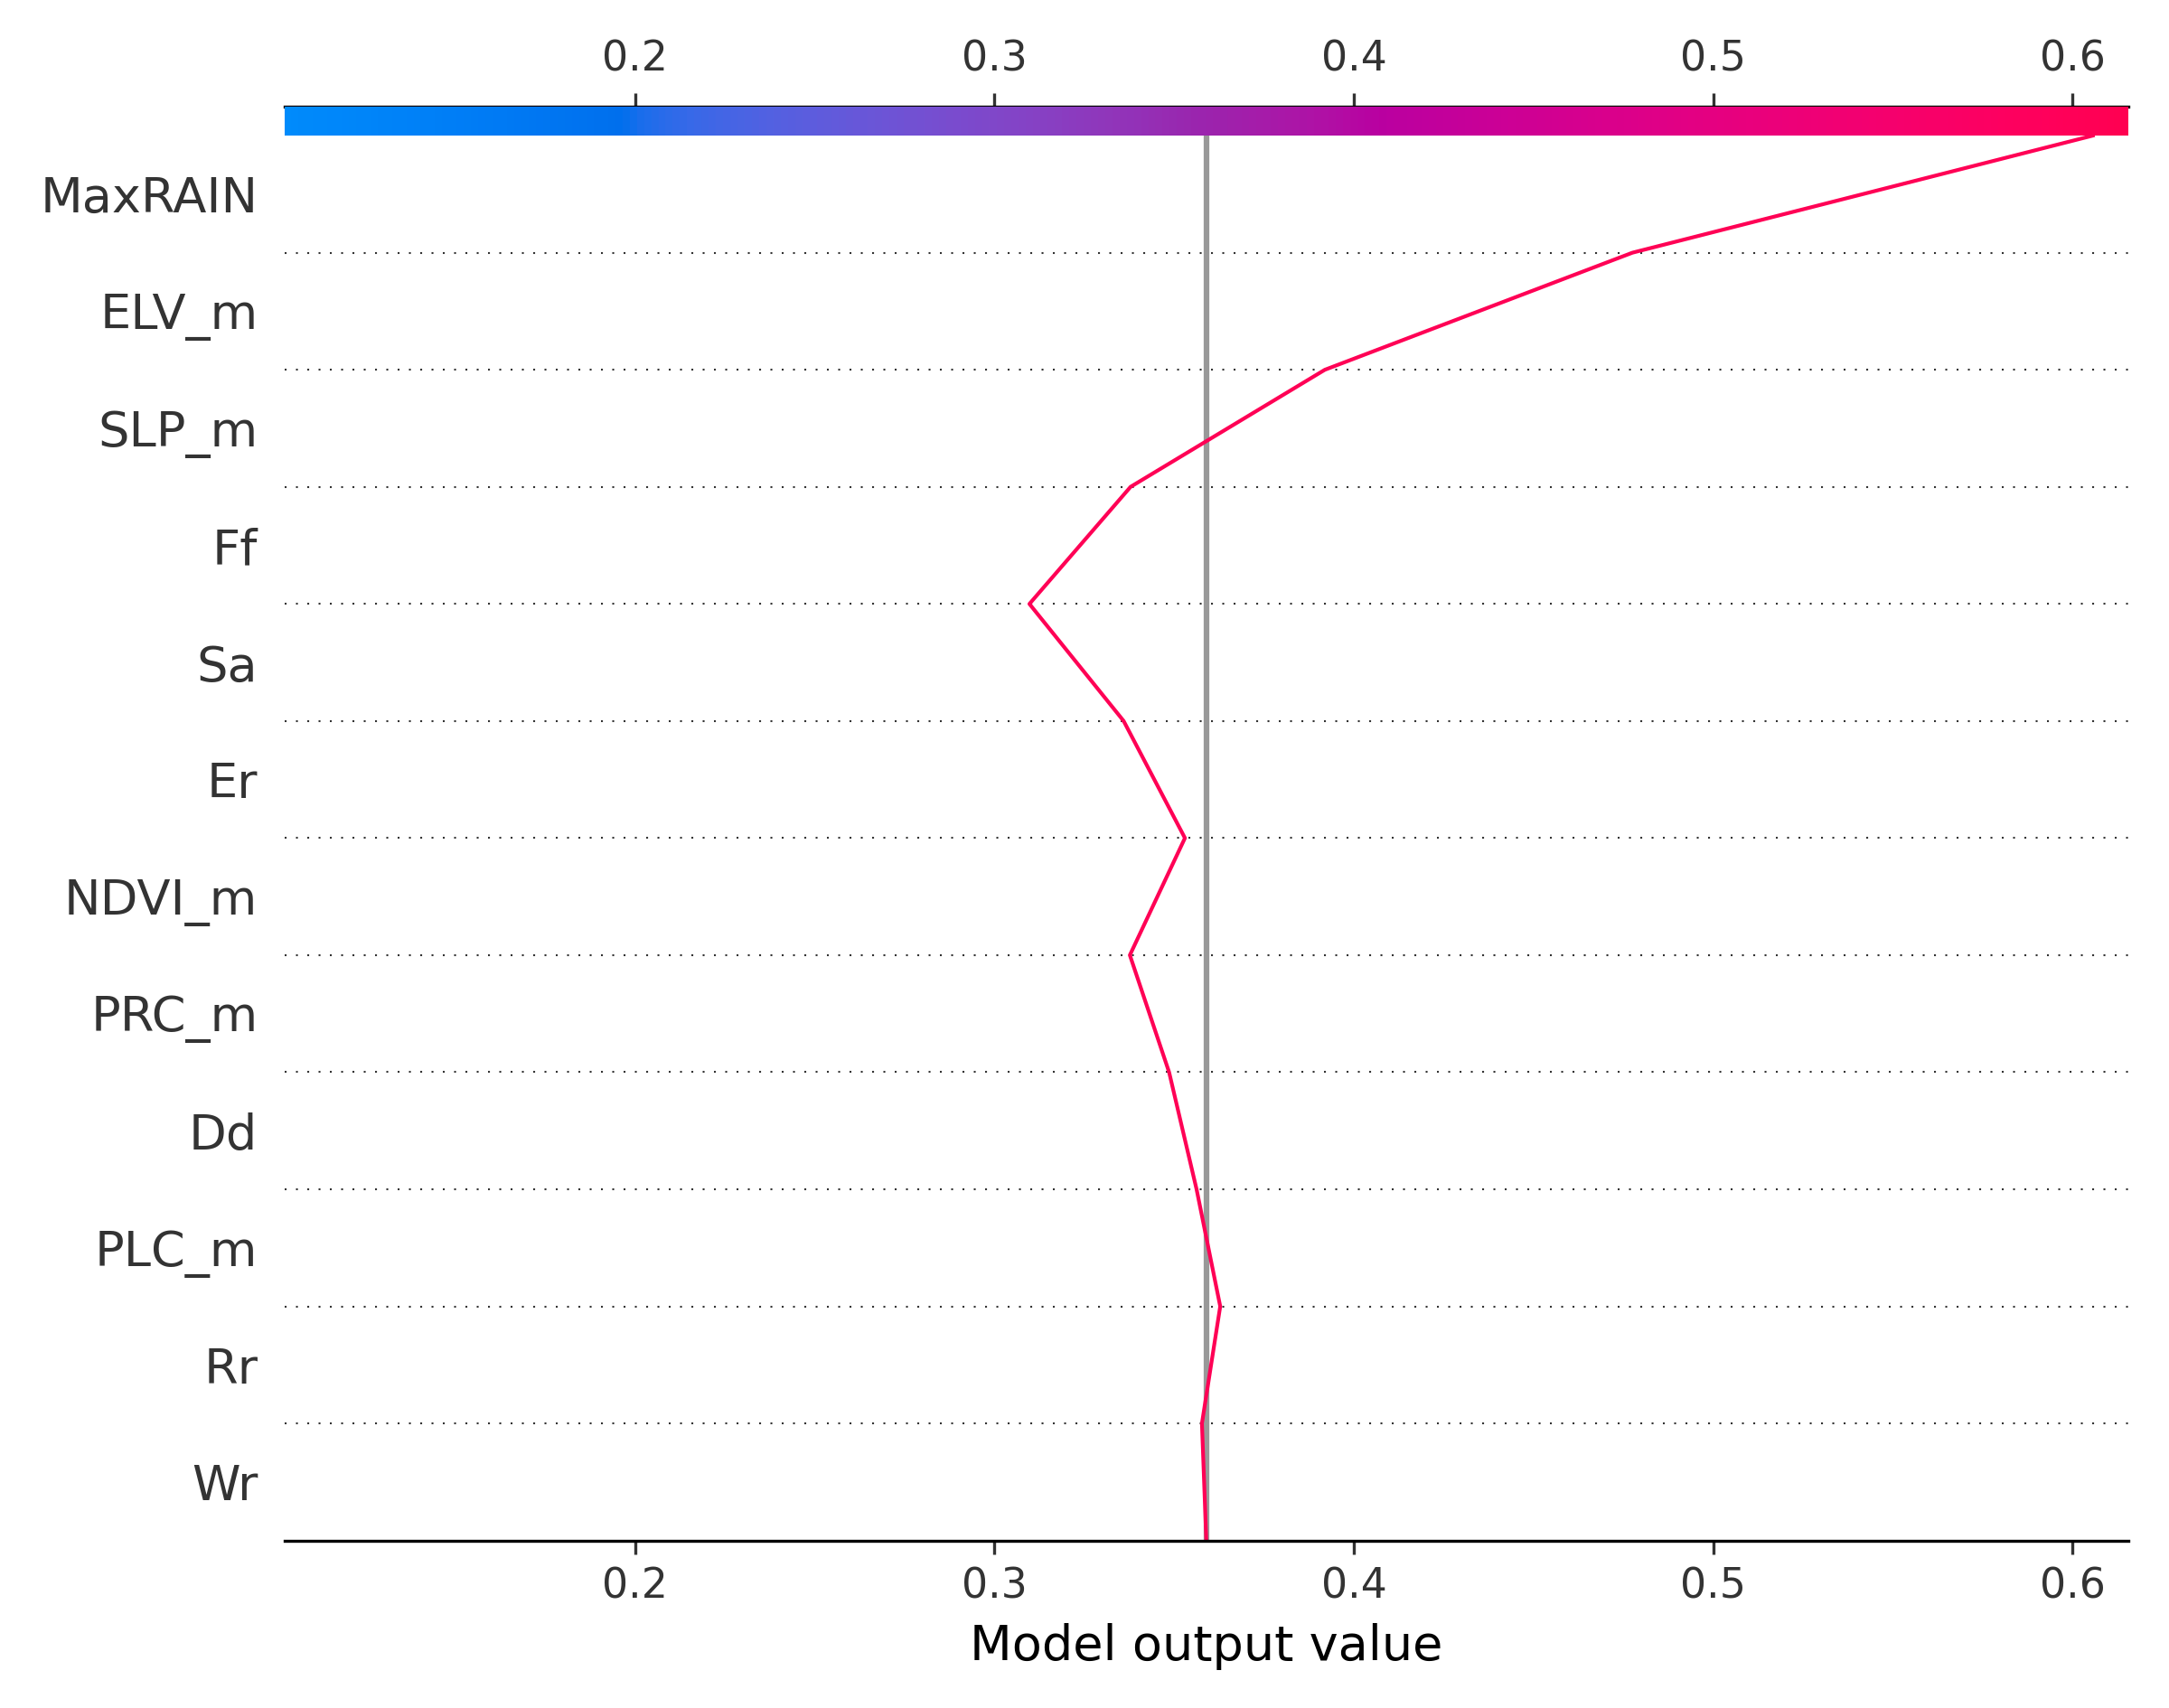 0.2 0.3 0.4 0.5 0.6
MaxRAIN
ELV_m
SLP_m
Ff
Sa
Er
NDVI_m
PRC_m
Dd
PLC_m
Rr
Wr
0.2 0.3 0.4 0.5 0.6
Model output value